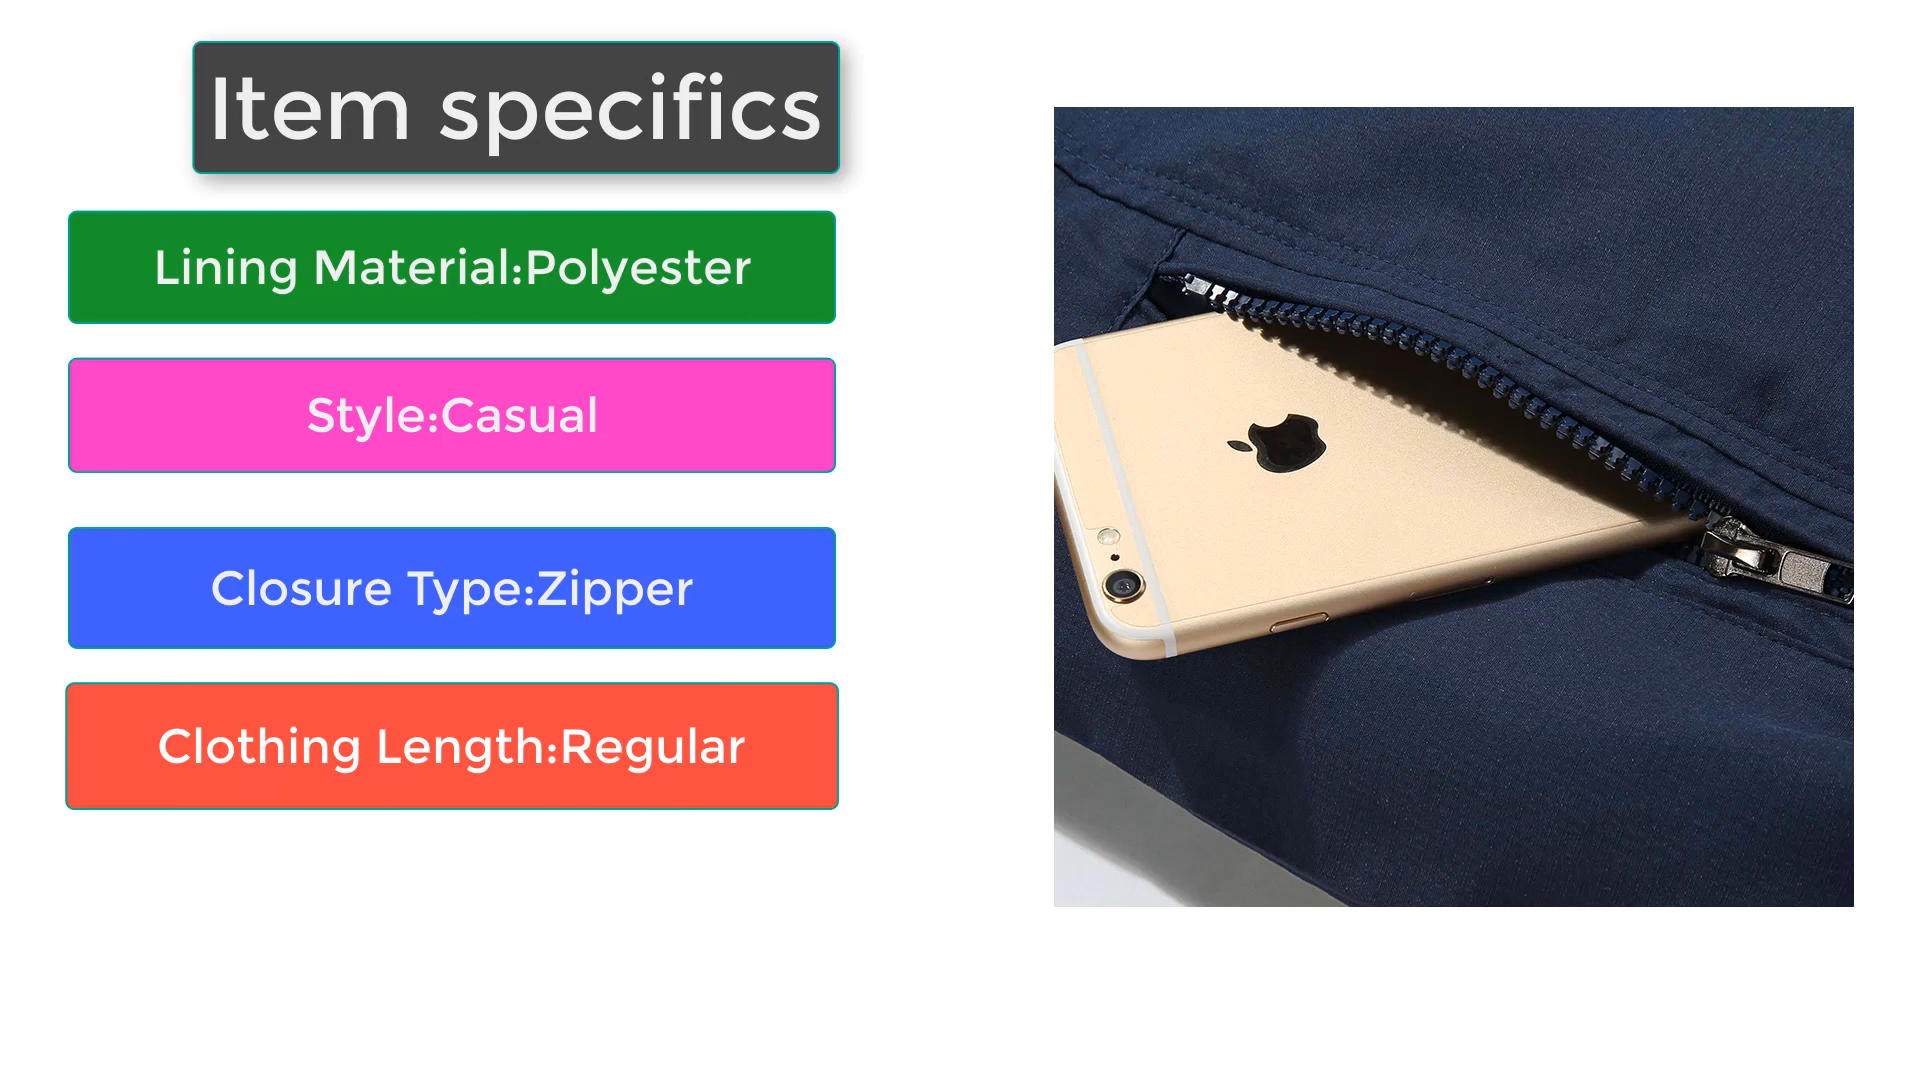 Item specifics
Lining Material:Polyester
Style:Casual
Closure Type:Zipper
Clothing Length:Regular